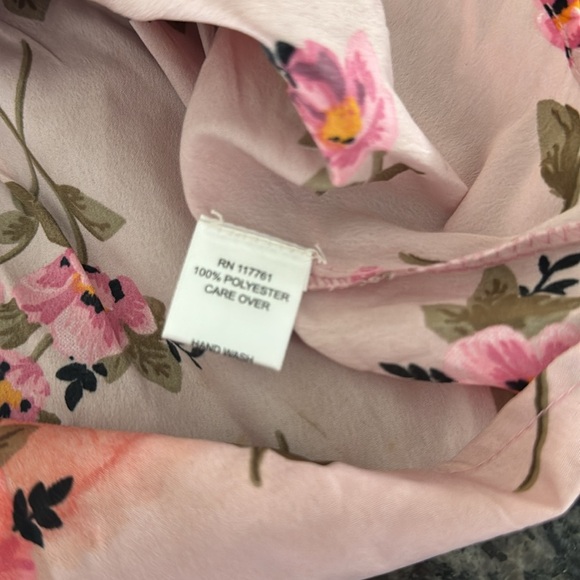 RN 117761
100% POLYESTER
CARE OVER
HAND WASH